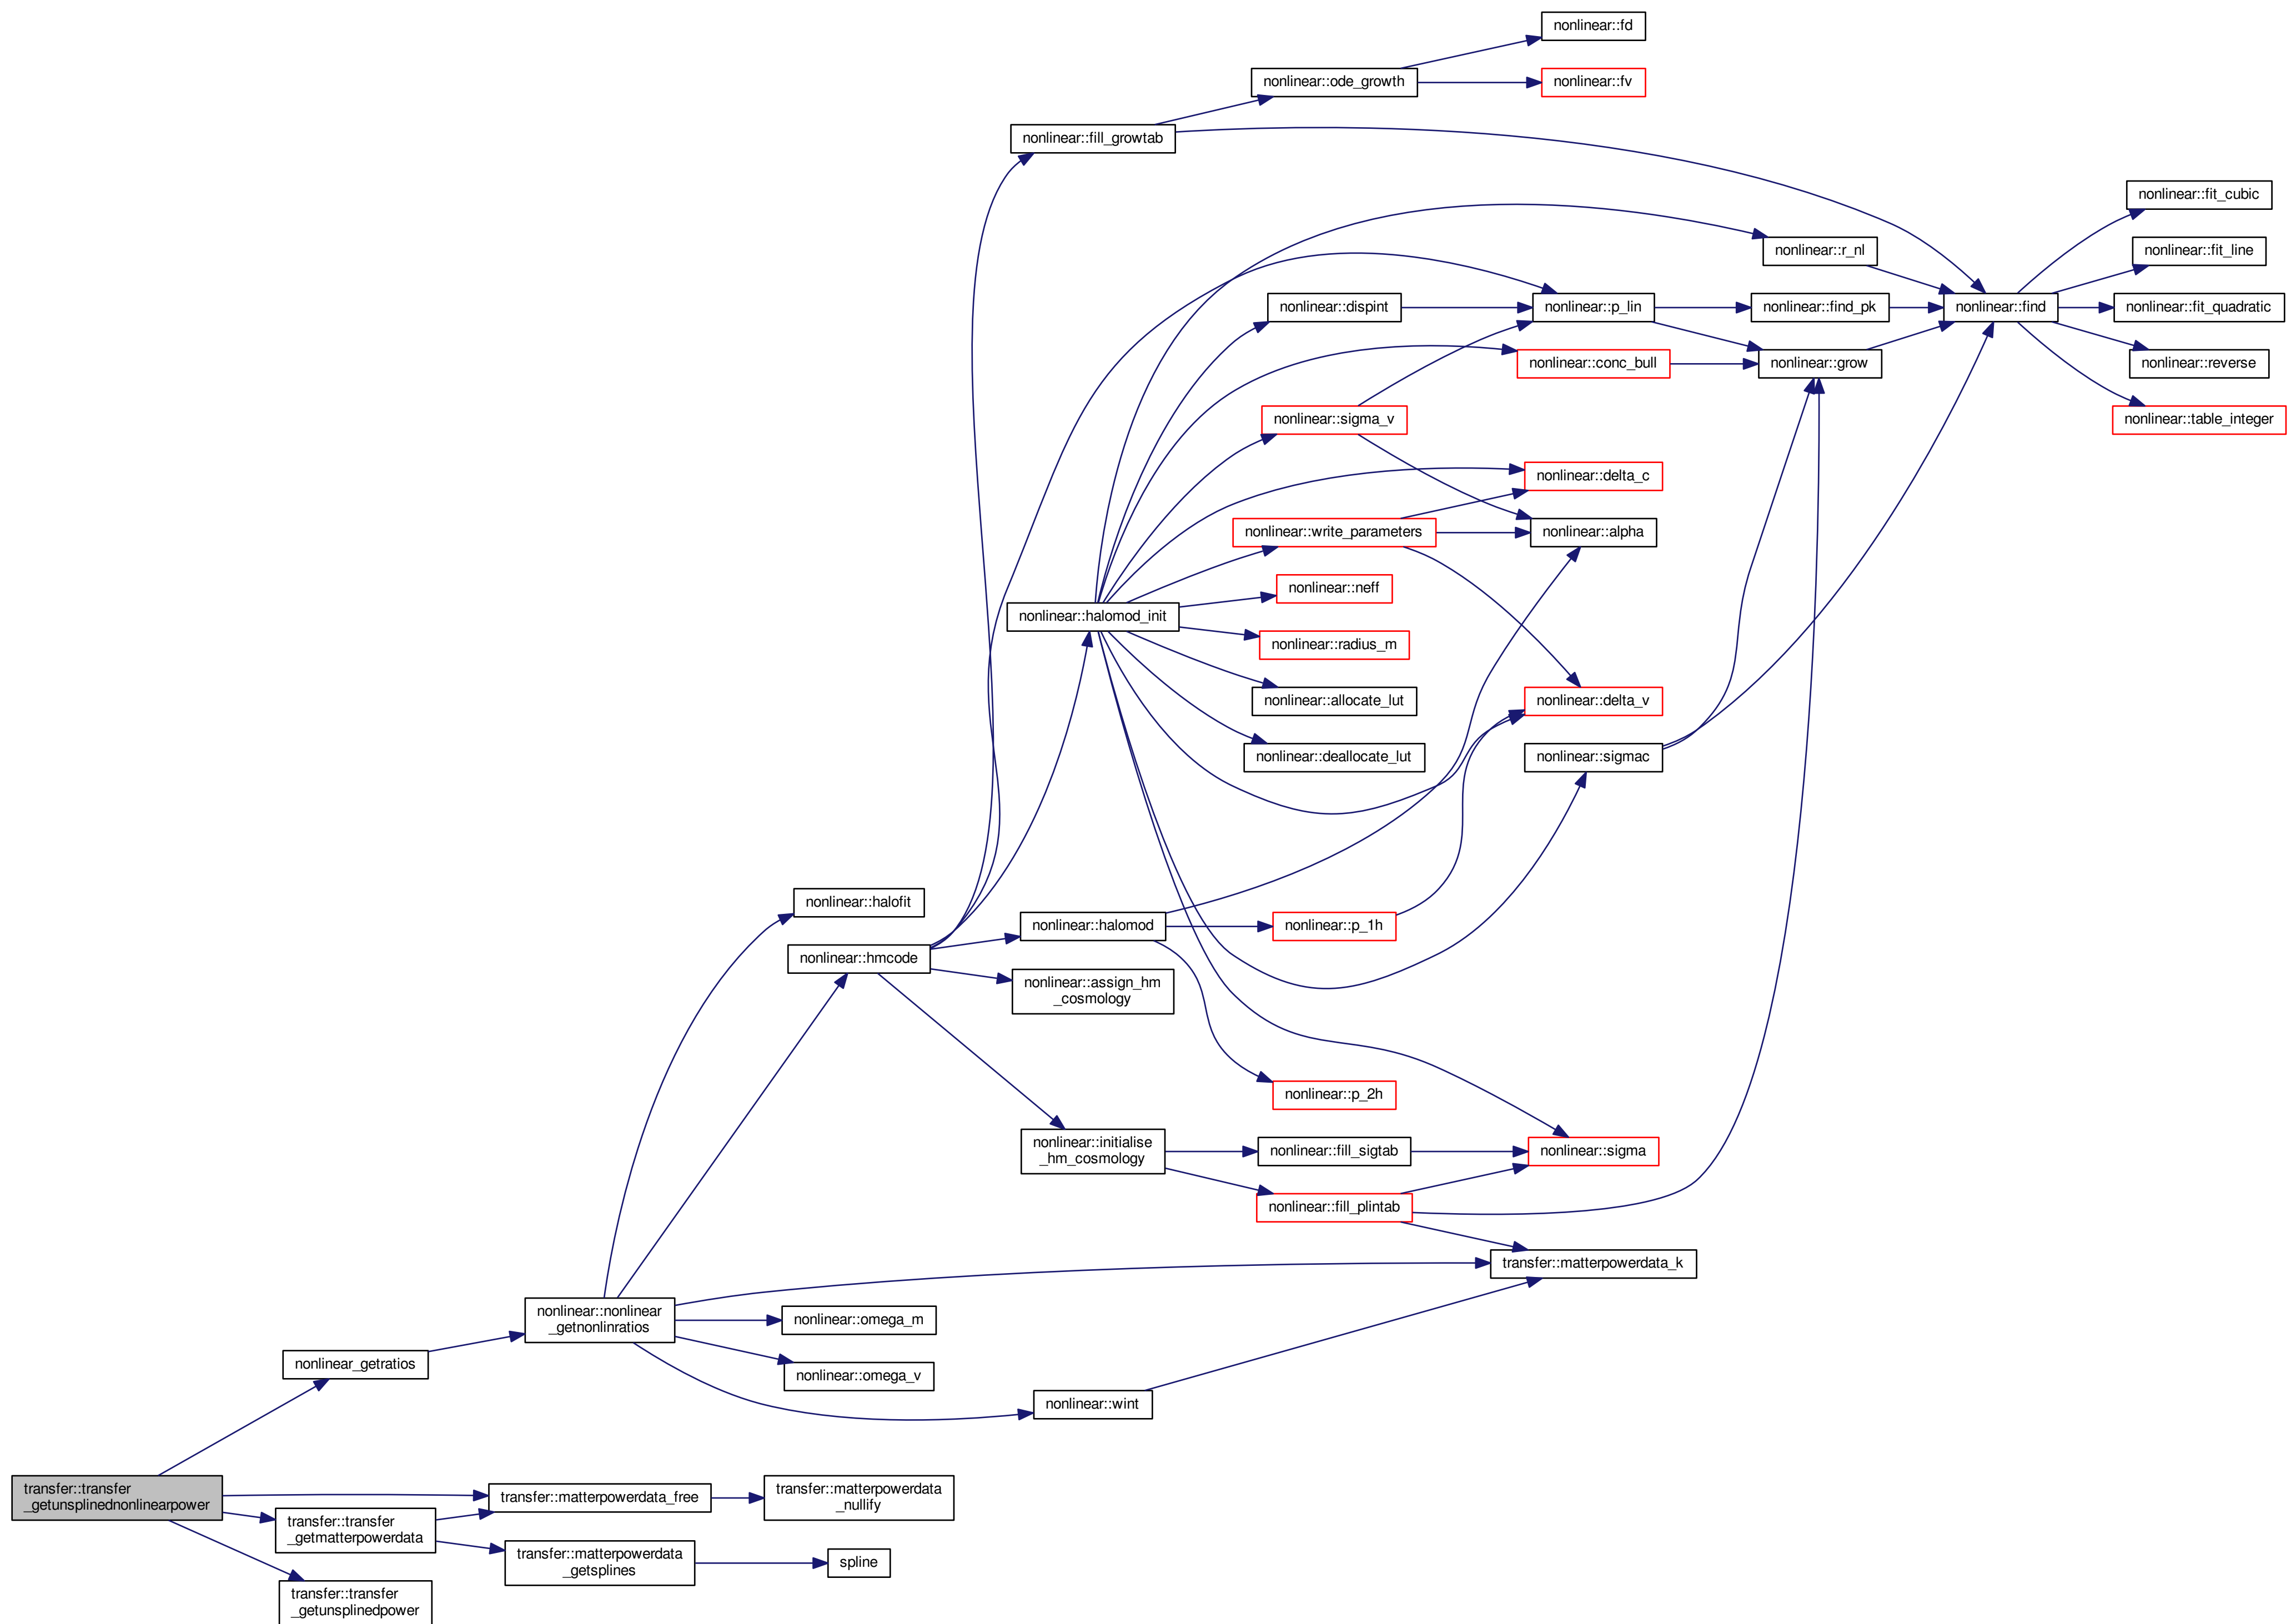 nonlinear::fd
nonlinear::ode_growth
nonlinear::fv
nonlinear::fill_growtab
nonlinear::fit_cubic
nonlinear::r_nl
nonlinear::fit_line
nonlinear::dispint
nonlinear::p_lin
nonlinear::find_pk
nonlinear::find
nonlinear::fit_quadratic
nonlinear::conc_bull
nonlinear::grow
nonlinear::reverse
nonlinear::sigma_v
nonlinear::table_integer
nonlinear::delta_c
nonlinear::write_parameters
nonlinear::alpha
nonlinear::neff
nonlinear::halomod_init
nonlinear::radius_m
nonlinear::allocate_lut
nonlinear::delta_v
nonlinear::deallocate_lut
nonlinear::sigmac
nonlinear::halofit
nonlinear::halomod
nonlinear::p_1h
nonlinear::hmcode
nonlinear::assign_hm
_cosmology
nonlinear::p_2h
nonlinear::initialise
_hm_cosmology
nonlinear::fill_sigtab
nonlinear::sigma
nonlinear::fill_plintab
transfer::matterpowerdata_k
nonlinear::nonlinear
_getnonlinratios
nonlinear::omega_m
nonlinear_getratios
nonlinear::omega_v
nonlinear::wint
transfer::transfer
_getunsplinednonlinearpower
transfer::matterpowerdata_free
transfer::matterpowerdata
_nullify
transfer::transfer
_getmatterpowerdata
transfer::matterpowerdata
_getsplines
spline
transfer::transfer
_getunsplinedpower